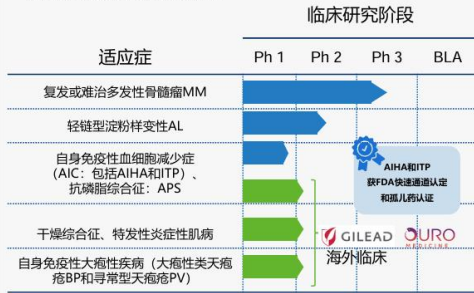 临床研究阶段
适应症 Ph 1 Ph 2 Ph 3 BLA
复发或难治多发性骨髓瘤MM
轻链型淀粉样变性AL
自身免疫性血细胞减少症
（AIC：包括AIHA和ITP）、
抗磷脂综合征：APS
AIHA和ITP
获FDA快速通道认定
和孤儿药认证
干燥综合征、特发性炎症性肌病
GILEAD OURO
MEDICINE
海外临床
自身免疫性大疱性疾病（大疱性类天疱
疮BP和寻常型天疱疮PV）